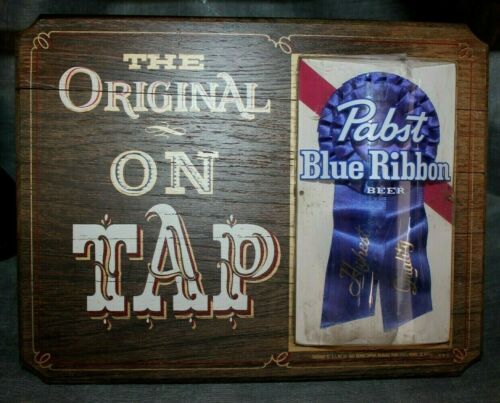 THE
ORIGINAL
ON
TAP
Pabst
Blue Ribbon
BEER
Highest
Quality